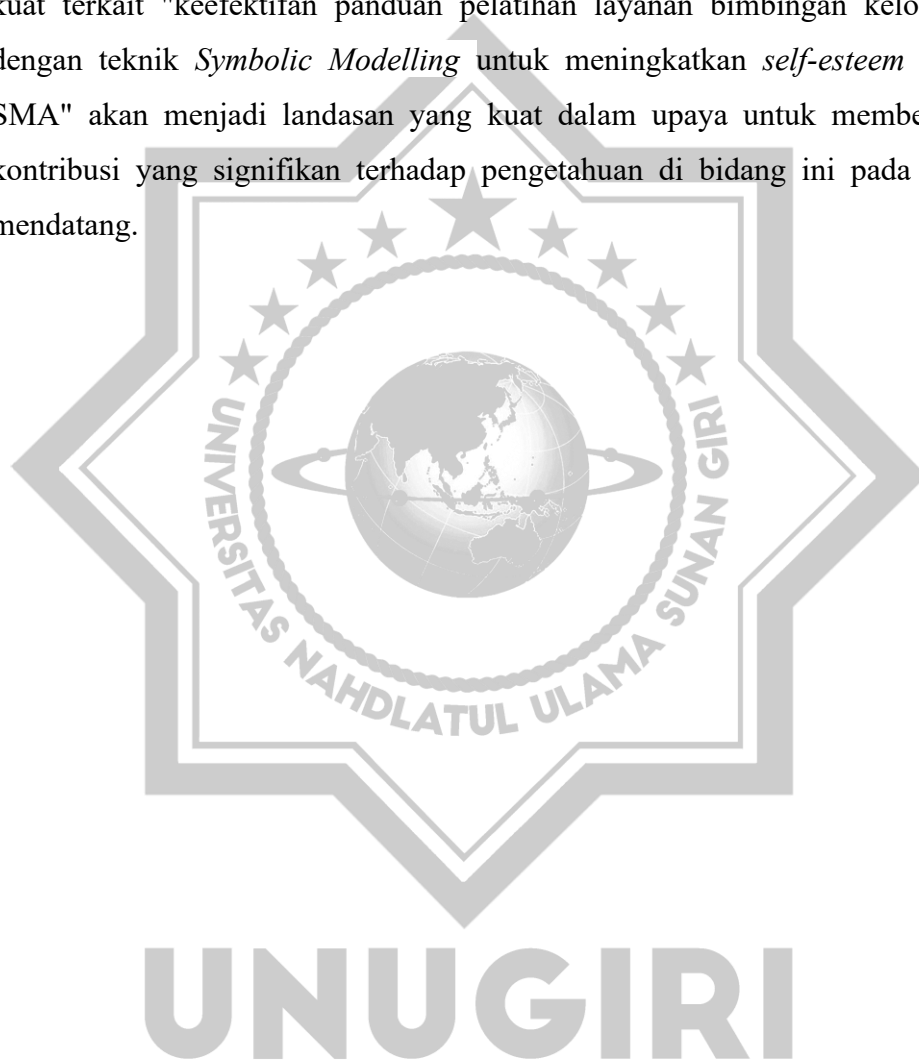 kuat terkait "keefektifan panduan pelatihan layanan bimbingan kelo
dengan teknik Symbolic Modelling untuk meningkatkan self-esteem
SMA" akan menjadi landasan yang kuat dalam upaya untuk membe
kontribusi yang signifikan terhadap pengetahuan di bidang ini pada
mendatang.
UNIVERSITAS NAHDLATUL ULAMA SUNAN GIRI
UNUGIRI